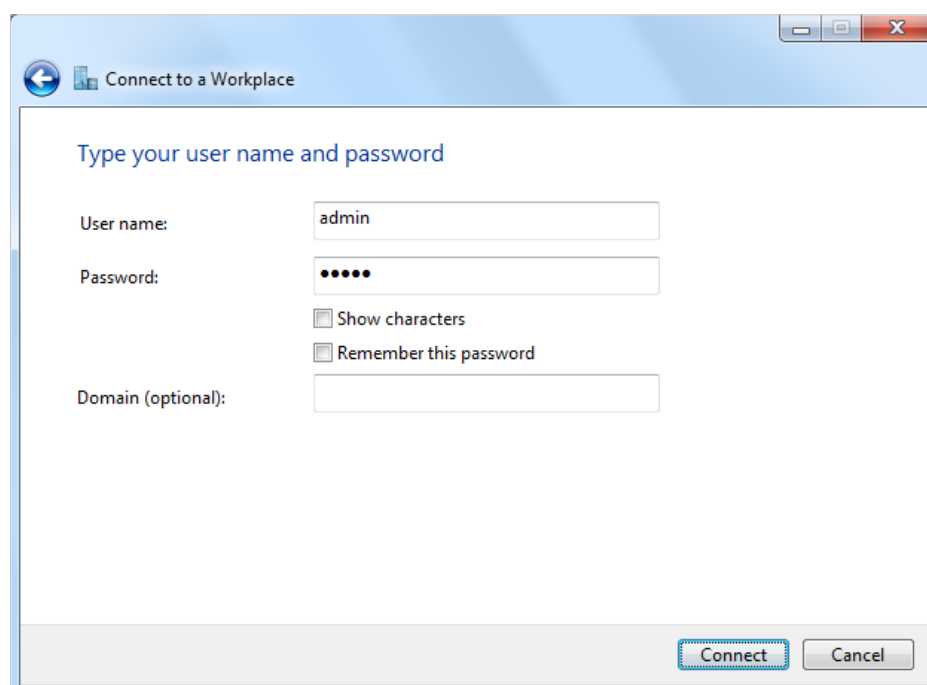 Connect to a Workplace
Type your user name and password
User name: admin
Password: •••••
Show characters
Remember this password
Domain (optional):
Connect Cancel